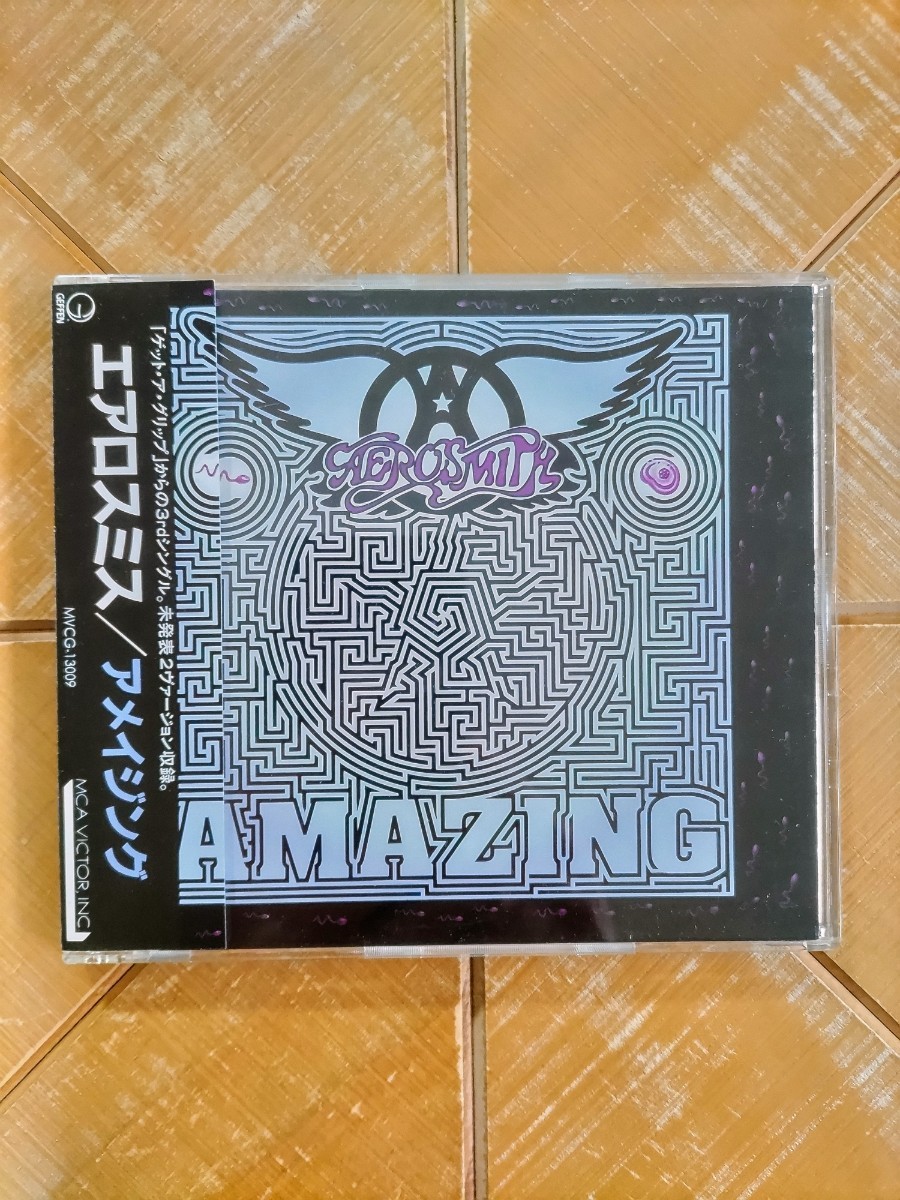 GEFFEN
エアロスミス/アメイジング
MVCG-13009
MCA VICTOR, INC
「ゲット・ア・グリップ」からの3rdシングル。未発表2ヴァージョン収録。
A
AEROSMITH
AMAZING